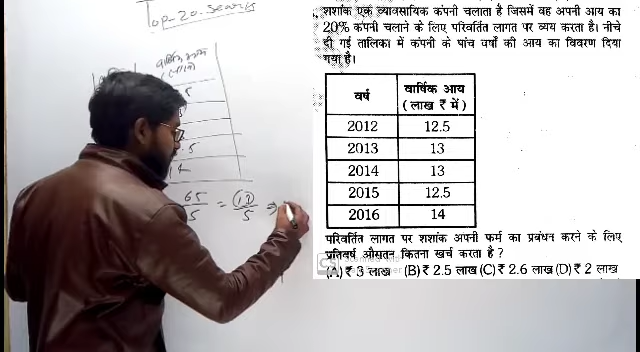 Top-20-Search
वार्षिक आय
65/5 = 13/5 ⇒
शशांक एक व्यावसायिक कंपनी चलाता है जिसमें वह अपनी आय का
20% कंपनी चलाने के लिए परिवर्तित लागत पर व्यय करता है। नीचे
दी गई तालिका में कंपनी के पांच वर्षों की आय का विवरण दिया
गया है।
वर्ष वार्षिक आय
(लाख ₹ में)
2012 12.5
2013 13
2014 13
2015 12.5
2016 14
परिवर्तित लागत पर शशांक अपनी फर्म का प्रबंधन करने के लिए
प्रतिवर्ष औसतन कितना खर्च करता है ?
(A) ₹ 3 लाख (B) ₹ 2.5 लाख (C) ₹ 2.6 लाख (D) ₹ 2 लाख